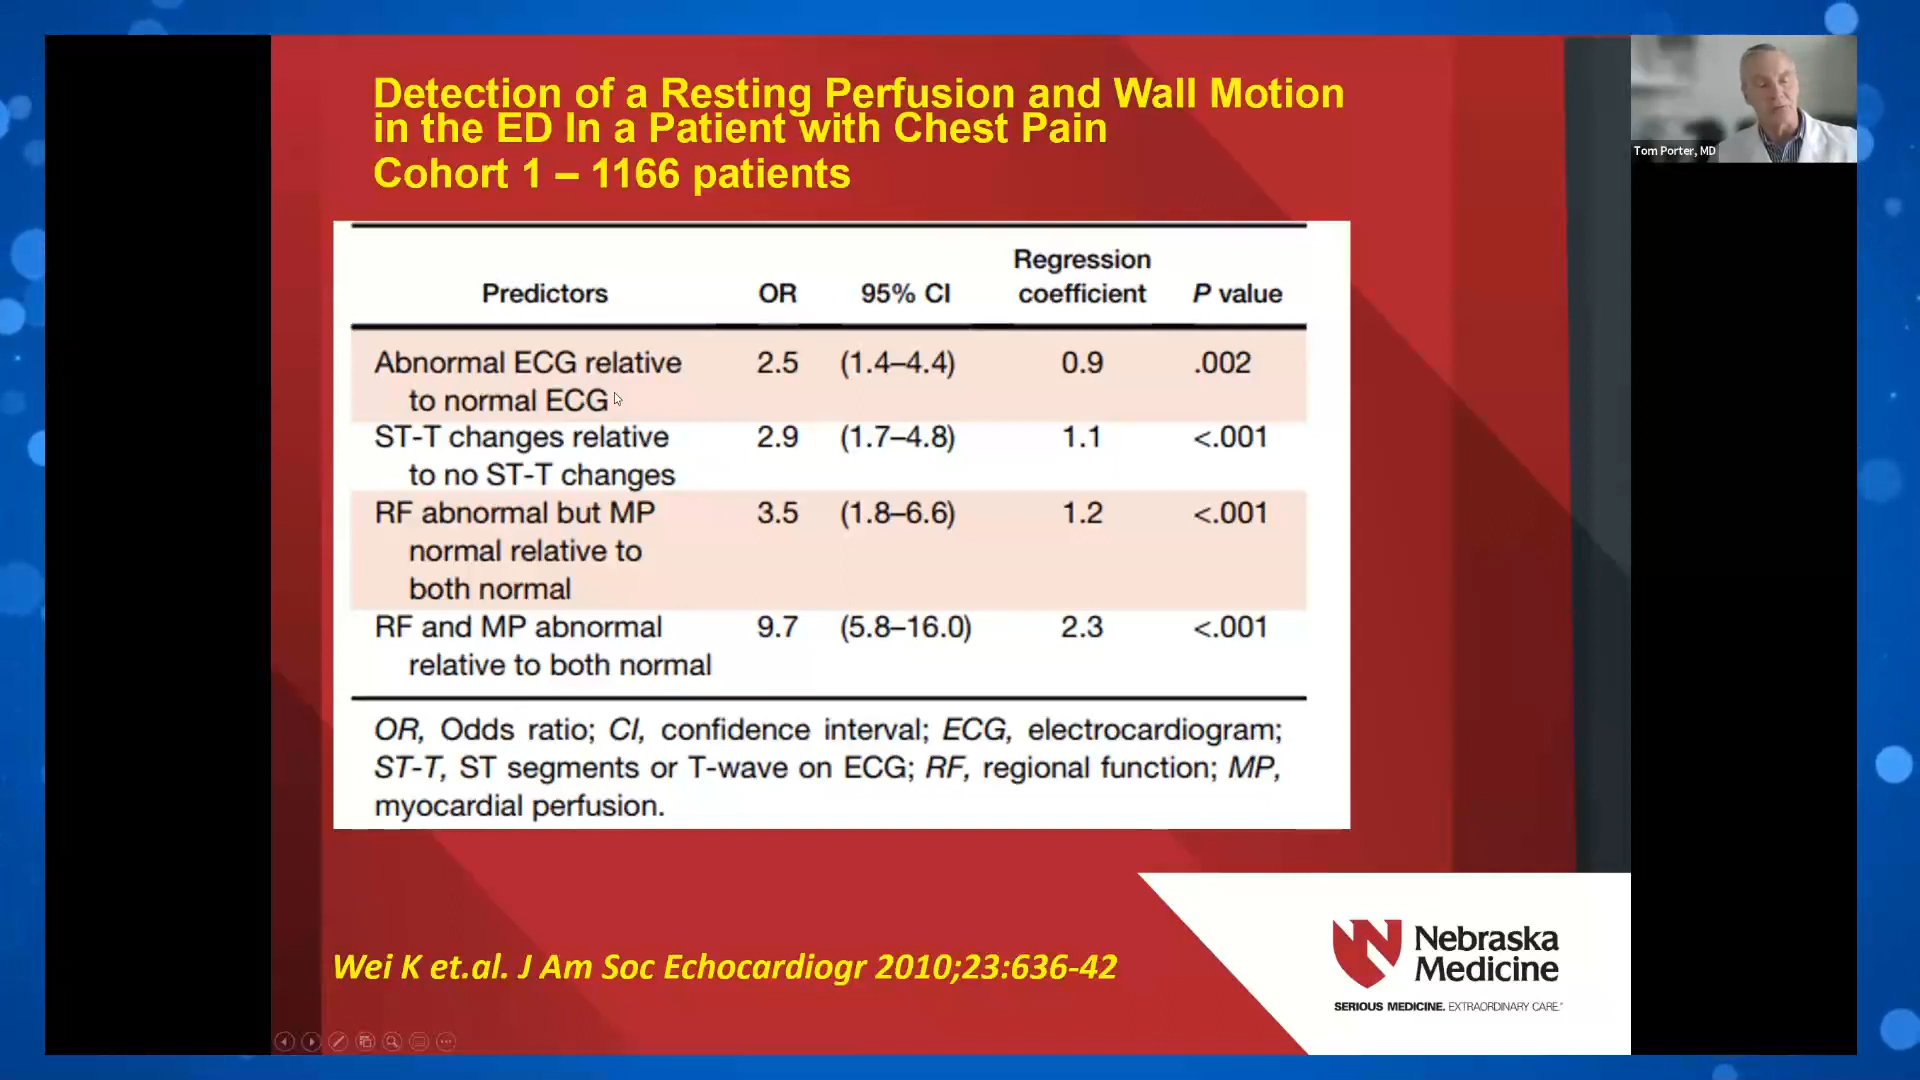 Detection of a Resting Perfusion and Wall Motion
in the ED In a Patient with Chest Pain
Cohort 1 – 1166 patients
Tom Porter, MD
Predictors OR 95% CI Regression coefficient P value
Abnormal ECG relative 2.5 (1.4–4.4) 0.9 .002
to normal ECG
ST-T changes relative 2.9 (1.7–4.8) 1.1 <.001
to no ST-T changes
RF abnormal but MP 3.5 (1.8–6.6) 1.2 <.001
normal relative to
both normal
RF and MP abnormal 9.7 (5.8–16.0) 2.3 <.001
relative to both normal
OR, Odds ratio; CI, confidence interval; ECG, electrocardiogram;
ST-T, ST segments or T-wave on ECG; RF, regional function; MP,
myocardial perfusion.
Wei K et.al. J Am Soc Echocardiogr 2010;23:636-42
Nebraska
Medicine
SERIOUS MEDICINE. EXTRAORDINARY CARE.